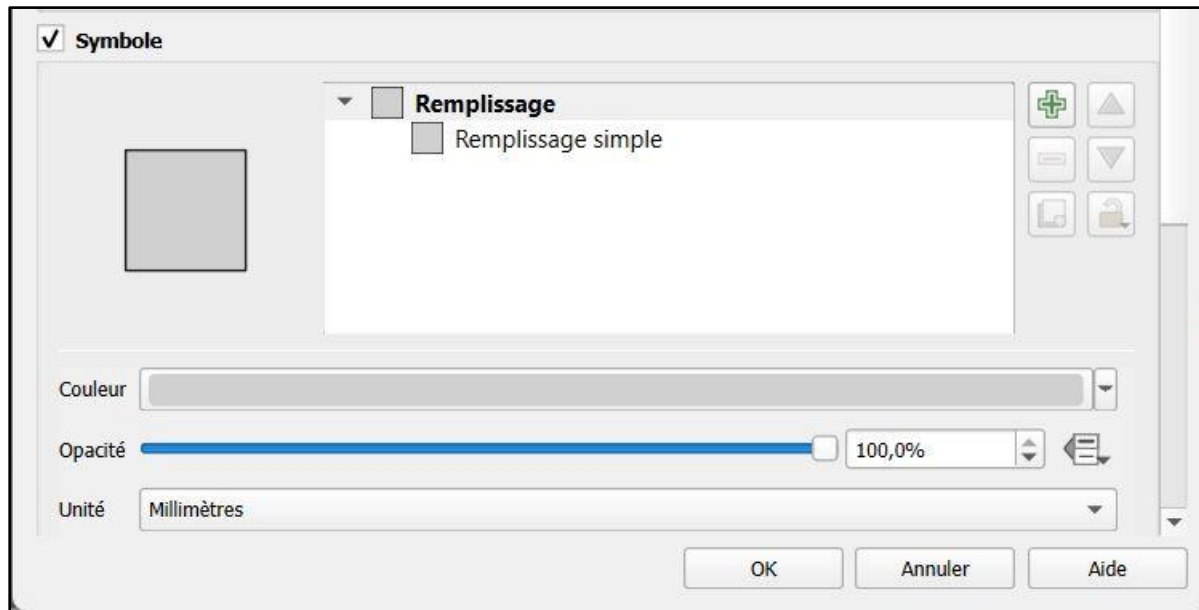 Symbole
Remplissage
Remplissage simple
Couleur
Opacité 100,0%
Unité Millimètres
OK Annuler Aide